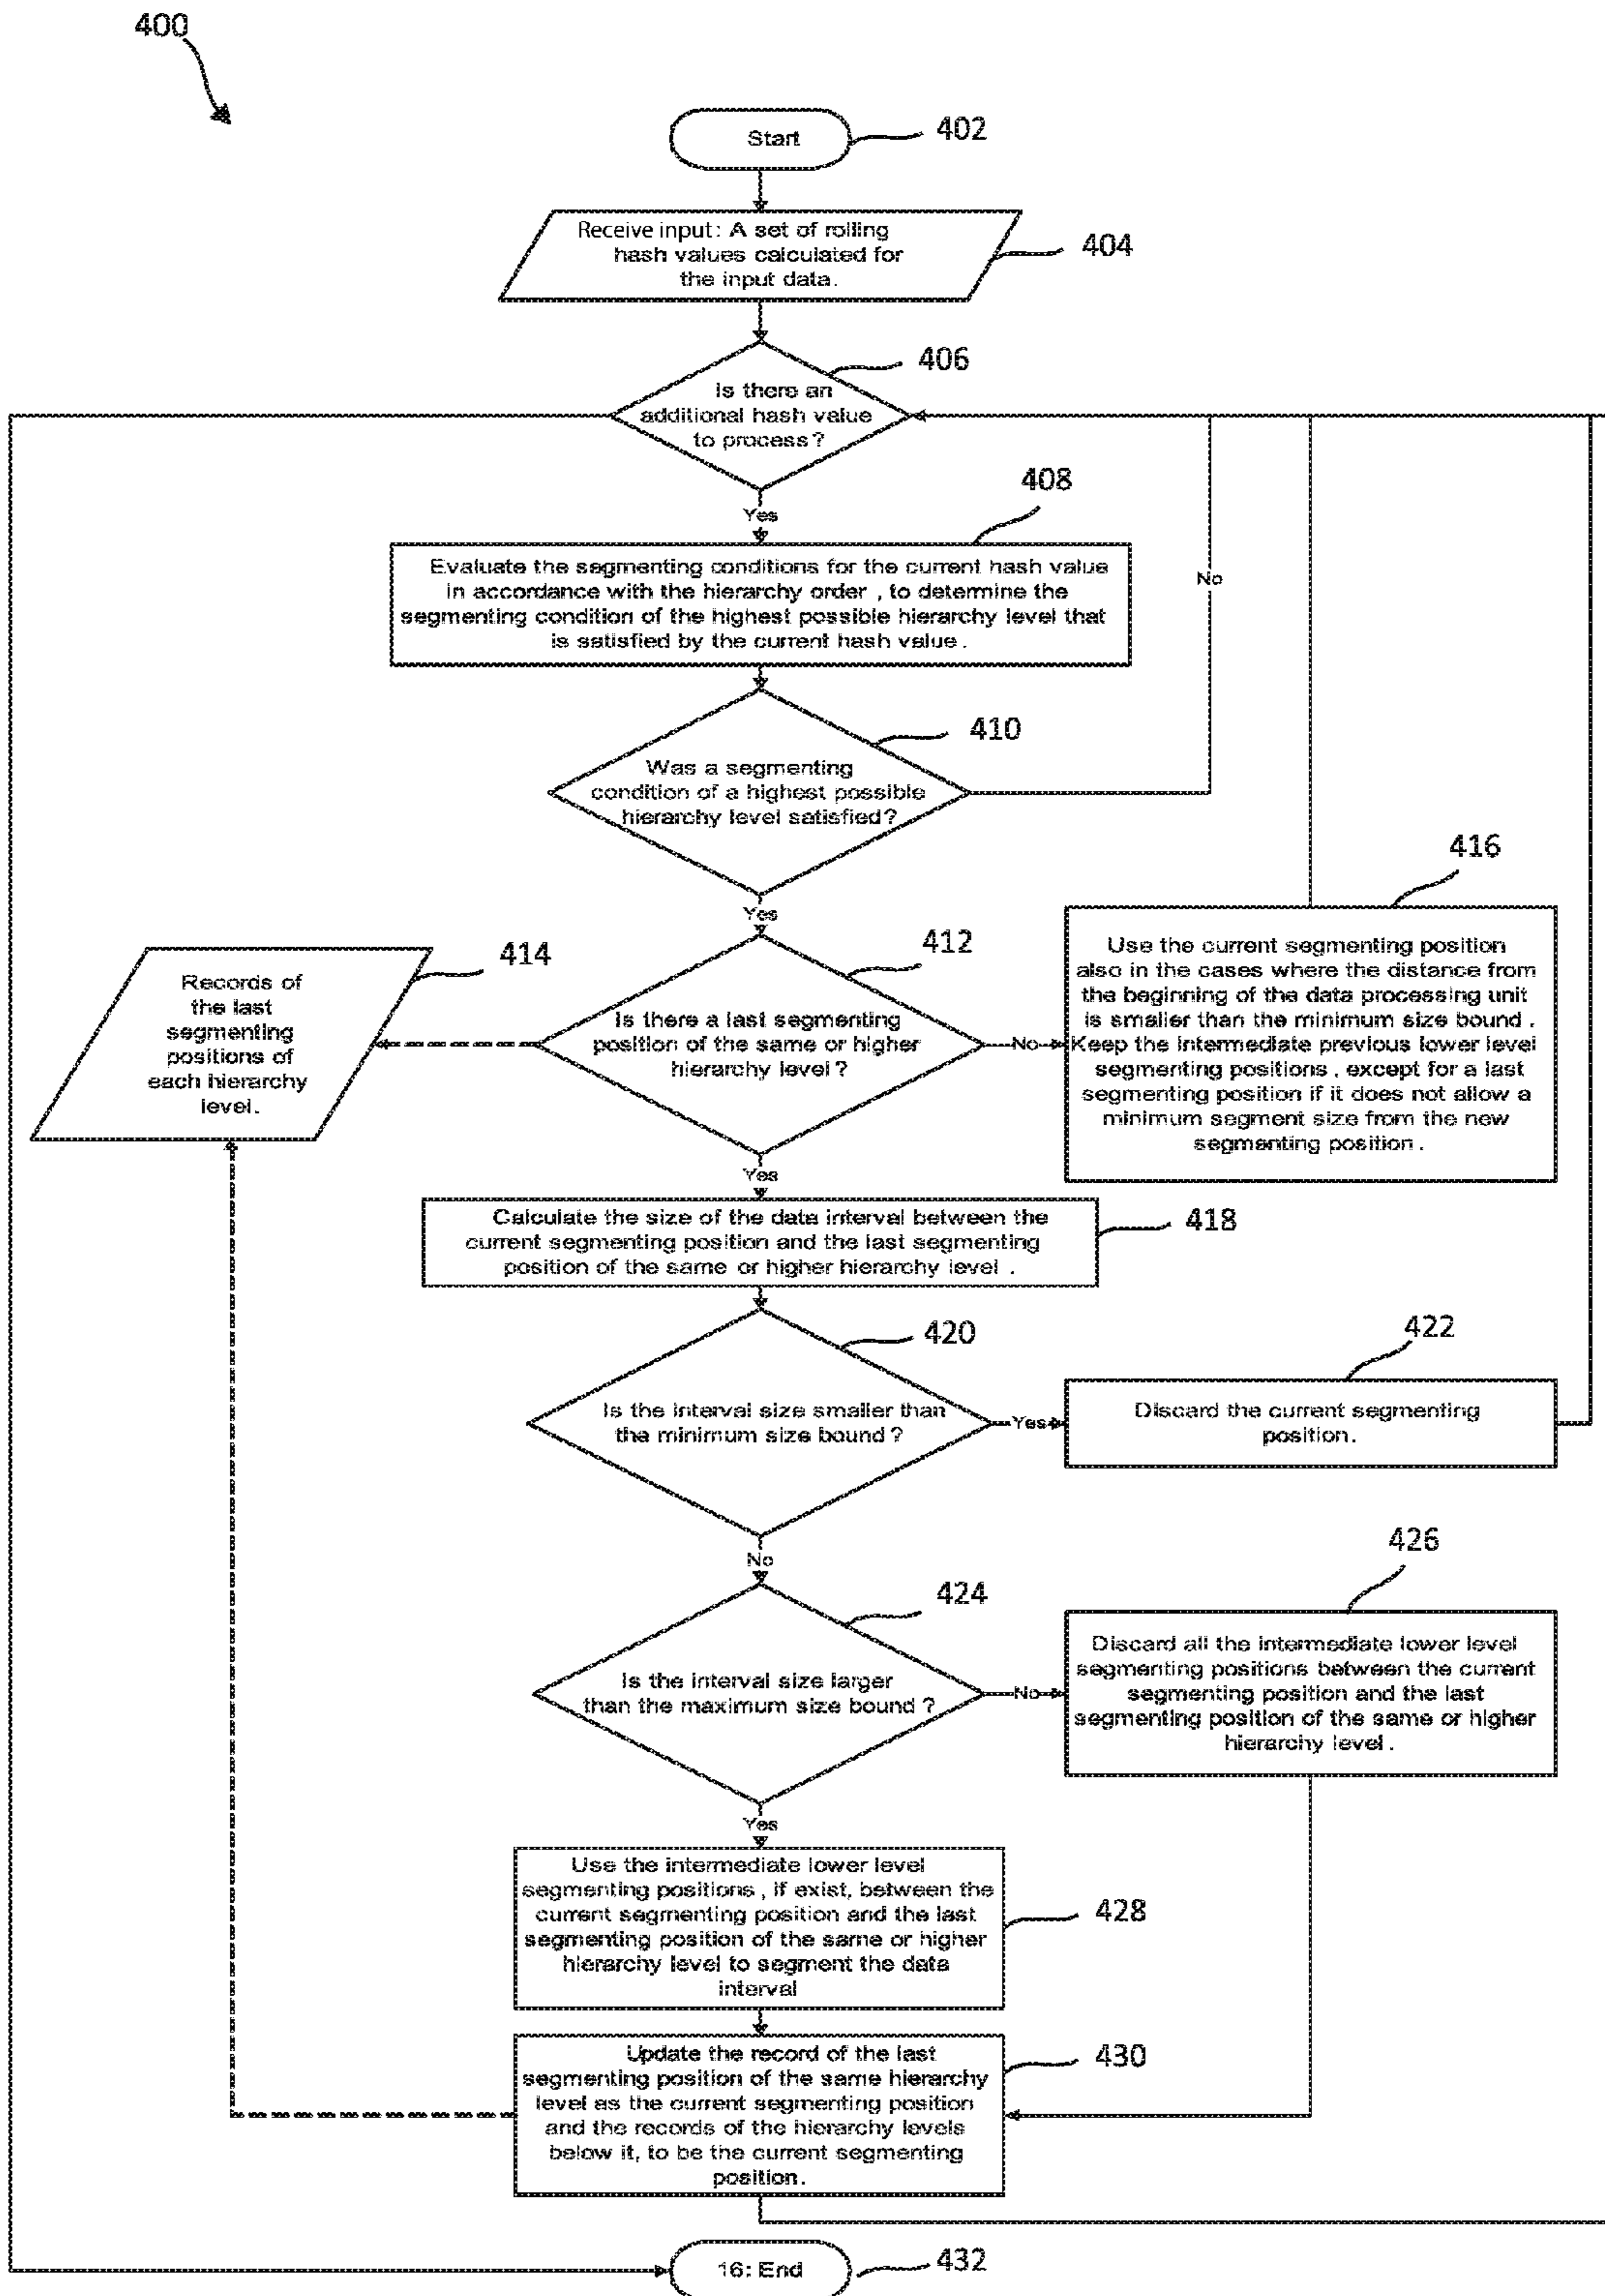 400
Start
402
Receive input: A set of rolling
hash values calculated for
the input data.
404
406
Is there an
additional hash value
to process?
408
Yes
Evaluate the segmenting conditions for the current hash value
in accordance with the hierarchy order , to determine the
segmenting condition of the highest possible hierarchy level that
is satisfied by the current hash value .
No
410
Was a segmenting
condition of a highest possible
hierarchy level satisfied?
416
Yes
412
414
Records of
the last
segmenting
positions of
each hierarchy
level.
Is there a last segmenting
position of the same or higher
hierarchy level ?
No
Use the current segmenting position
also in the cases where the distance from
the beginning of the data processing unit
is smaller than the minimum size bound .
Keep the intermediate previous lower level
segmenting positions , except for a last
segmenting position if it does not allow a
minimum segment size from the new
segmenting position .
Yes
Calculate the size of the data interval between the
current segmenting position and the last segmenting
position of the same or higher hierarchy level .
418
420
422
Is the interval size smaller than
the minimum size bound ?
Yes
Discard the current segmenting
position.
No
424
426
Is the interval size larger
than the maximum size bound ?
No
Discard all the intermediate lower level
segmenting positions between the current
segmenting position and the last
segmenting position of the same or higher
hierarchy level .
Yes
Use the intermediate lower level
segmenting positions , if exist, between the
current segmenting position and the last
segmenting position of the same or higher
hierarchy level to segment the data
interval
428
Update the record of the last
segmenting position of the same hierarchy
level as the current segmenting position
and the records of the hierarchy levels
below it, to be the current segmenting
position.
430
16: End
432